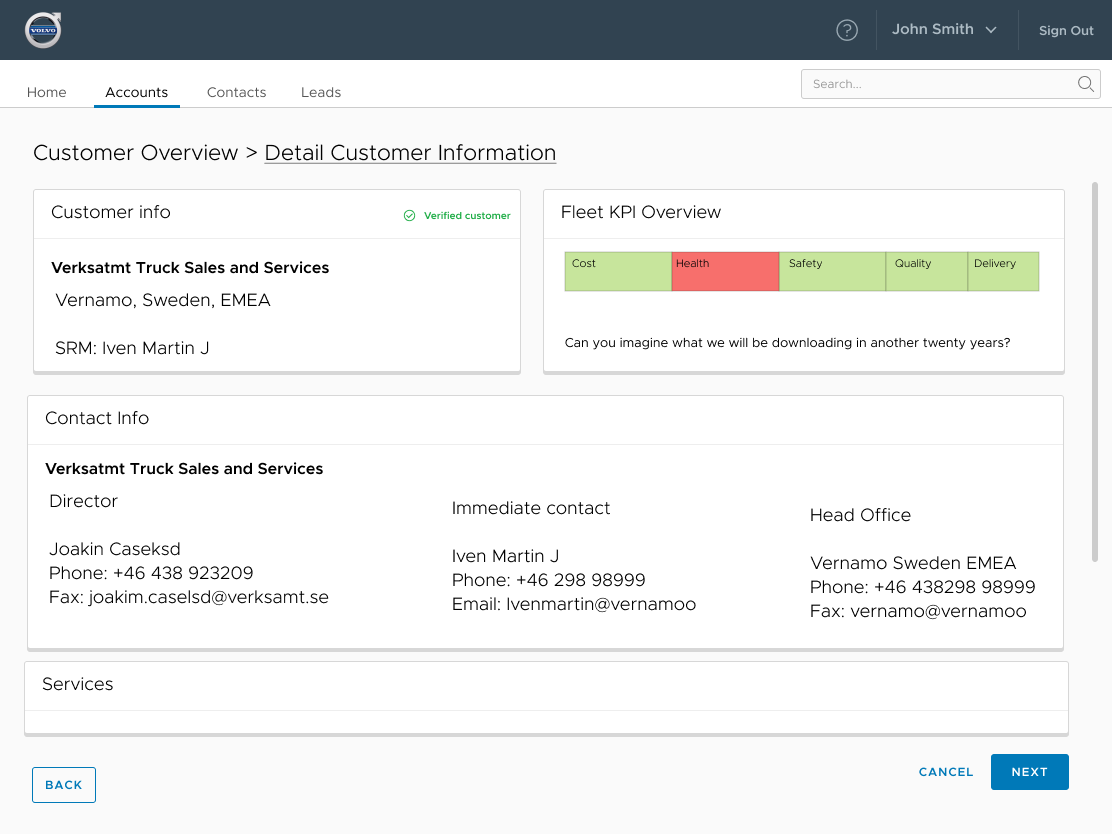 VOLVO
?
John Smith
Sign Out
Home
Accounts
Contacts
Leads
Search...
Customer Overview > Detail Customer Information
Customer info
Verified customer
Verksatmt Truck Sales and Services
Vernamo, Sweden, EMEA
SRM: Iven Martin J
Fleet KPI Overview
Cost
Health
Safety
Quality
Delivery
Can you imagine what we will be downloading in another twenty years?
Contact Info
Verksatmt Truck Sales and Services
Director
Joakin Caseksd
Phone: +46 438 923209
Fax: joakim.caselsd@verksamt.se
Immediate contact
Iven Martin J
Phone: +46 298 98999
Email: Ivenmartin@vernamoo
Head Office
Vernamo Sweden EMEA
Phone: +46 438298 98999
Fax: vernamo@vernamoo
Services
BACK
CANCEL
NEXT